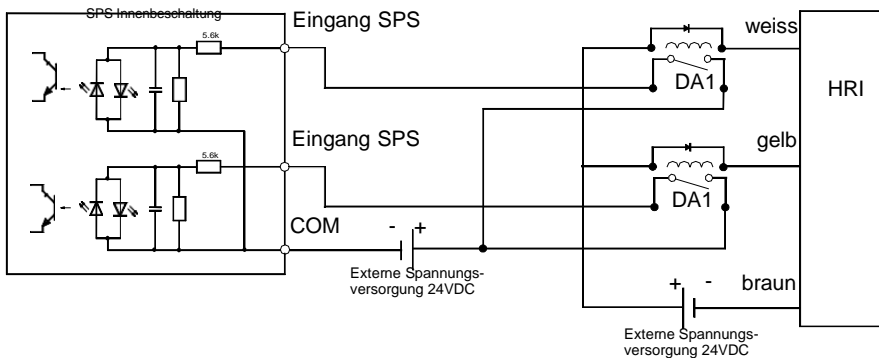 SPS Innenbeschaltung
Eingang SPS
5.6k
weiss
DA1
HRI
Eingang SPS
5.6k
gelb
DA1
COM
- +
Externe Spannungs-
versorgung 24VDC
+ -
braun
Externe Spannungs-
versorgung 24VDC